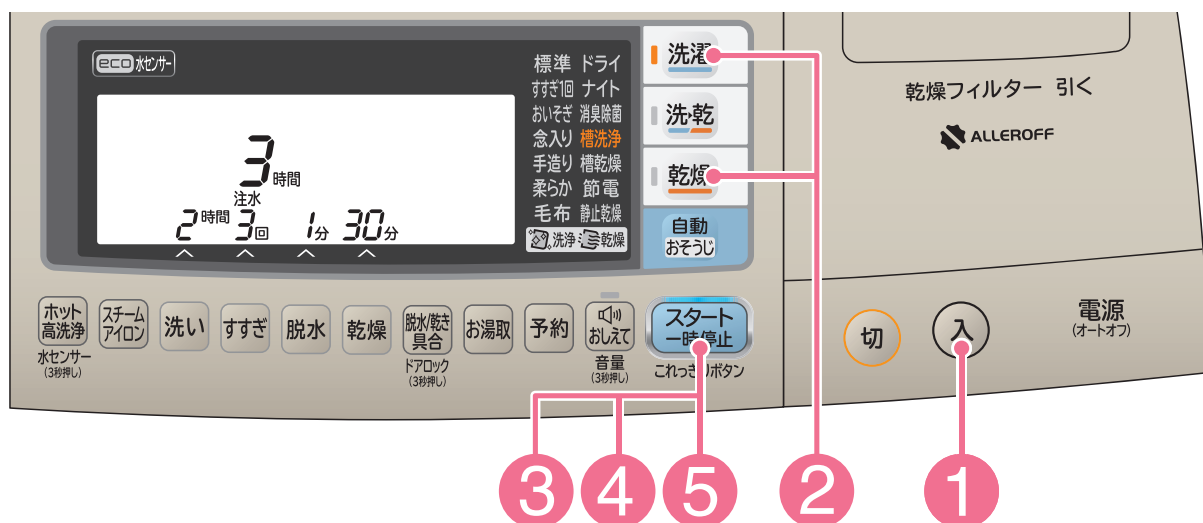 eco 水センサー
3時間
注水
2時間 3回 1分 30分
標準 ドライ
すすぎ1回 ナイト
おいそぎ 消臭除菌
念入り 槽洗浄
手造り 槽乾燥
柔らか 節電
毛布 静止乾燥
洗浄 乾燥
洗濯
洗乾
乾燥
自動
おそうじ
乾燥フィルター 引く
ALLEROFF
ホット
高洗浄
水センサー
(3秒押し)
スチーム
アイロン
洗い
すすぎ
脱水
乾燥
脱水/乾き
具合
ドアロック
(3秒押し)
お湯取
予約
おしえて
音量
(3秒押し)
スタート
一時停止
これっきりボタン
切
入
電源
(オートオフ)
3 4 5 2 1